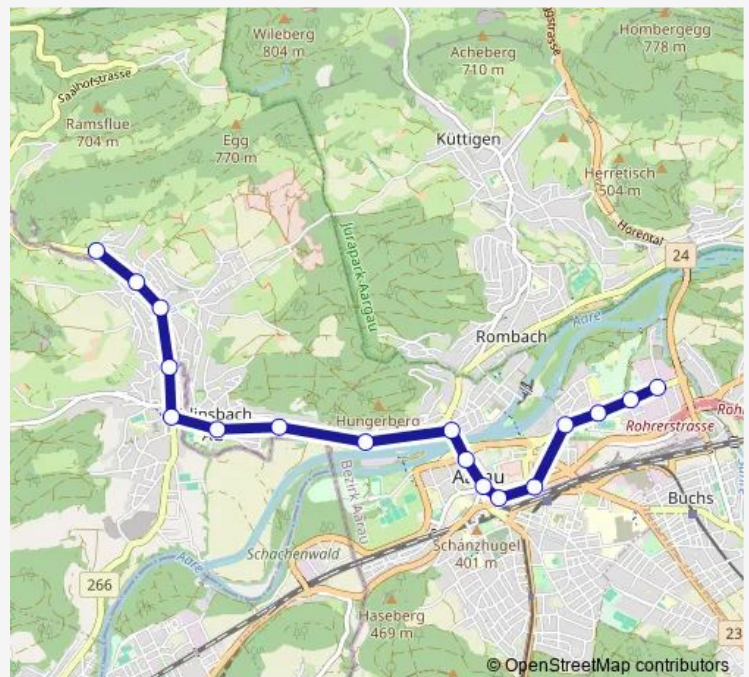 Wileberg
804 m
Acheberg
710 m
Hombergegg
778 m
Saalhofstrasse
Ramsflue
704 m
Egg
770 m
Küttigen
Herretisch
504 m
Horental
24
Jurapark Aargau
Aare
Rombach
Hungerberg
Rohrerstrasse
Bezirk Aarau
Buchs
Schachenwald
Schanzhügel
401 m
Aare
266
Haseberg
469 m
23
© OpenStreetMap contributors